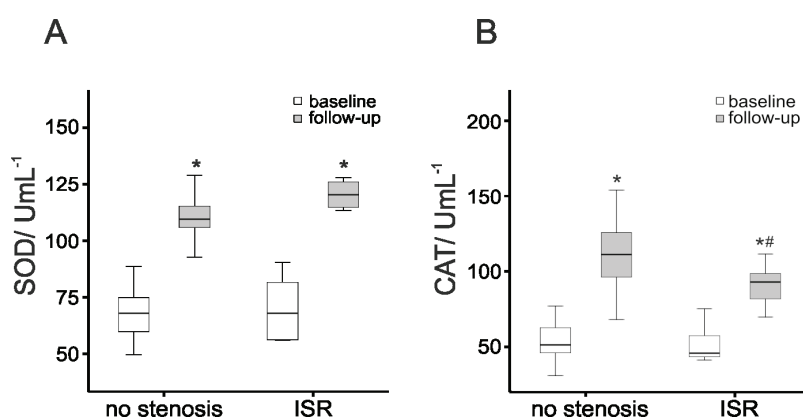 A
SOD/ UmL-1
150
125
100
75
50
baseline
follow-up
*
*
no stenosis
ISR
B
CAT/ UmL-1
200
150
100
50
baseline
follow-up
*
*#
no stenosis
ISR